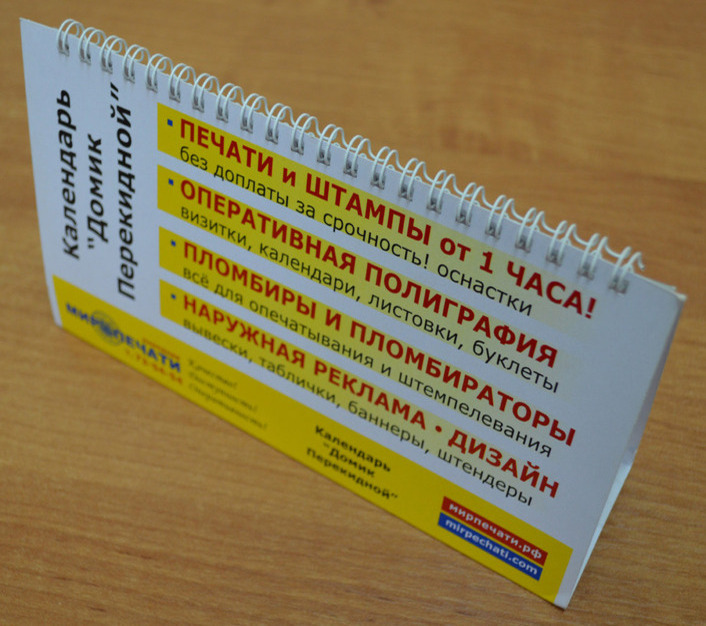 Календарь
"Домик
Перекидной"
• ПЕЧАТИ и ШТАМПЫ от 1 ЧАСА!
без доплаты за срочность! оснастки
• ОПЕРАТИВНАЯ ПОЛИГРАФИЯ
визитки, календари, листовки, буклеты
• ПЛОМБИРЫ И ПЛОМБИРАТОРЫ
всё для опечатывания и штемпелевания
• НАРУЖНАЯ РЕКЛАМА • ДИЗАЙН
вывески, таблички, баннеры, штендеры
МИР ПЕЧАТИ
Качество!
Календарь
"Домик
Перекидной"
мирпечати.рф
mirpechati.com